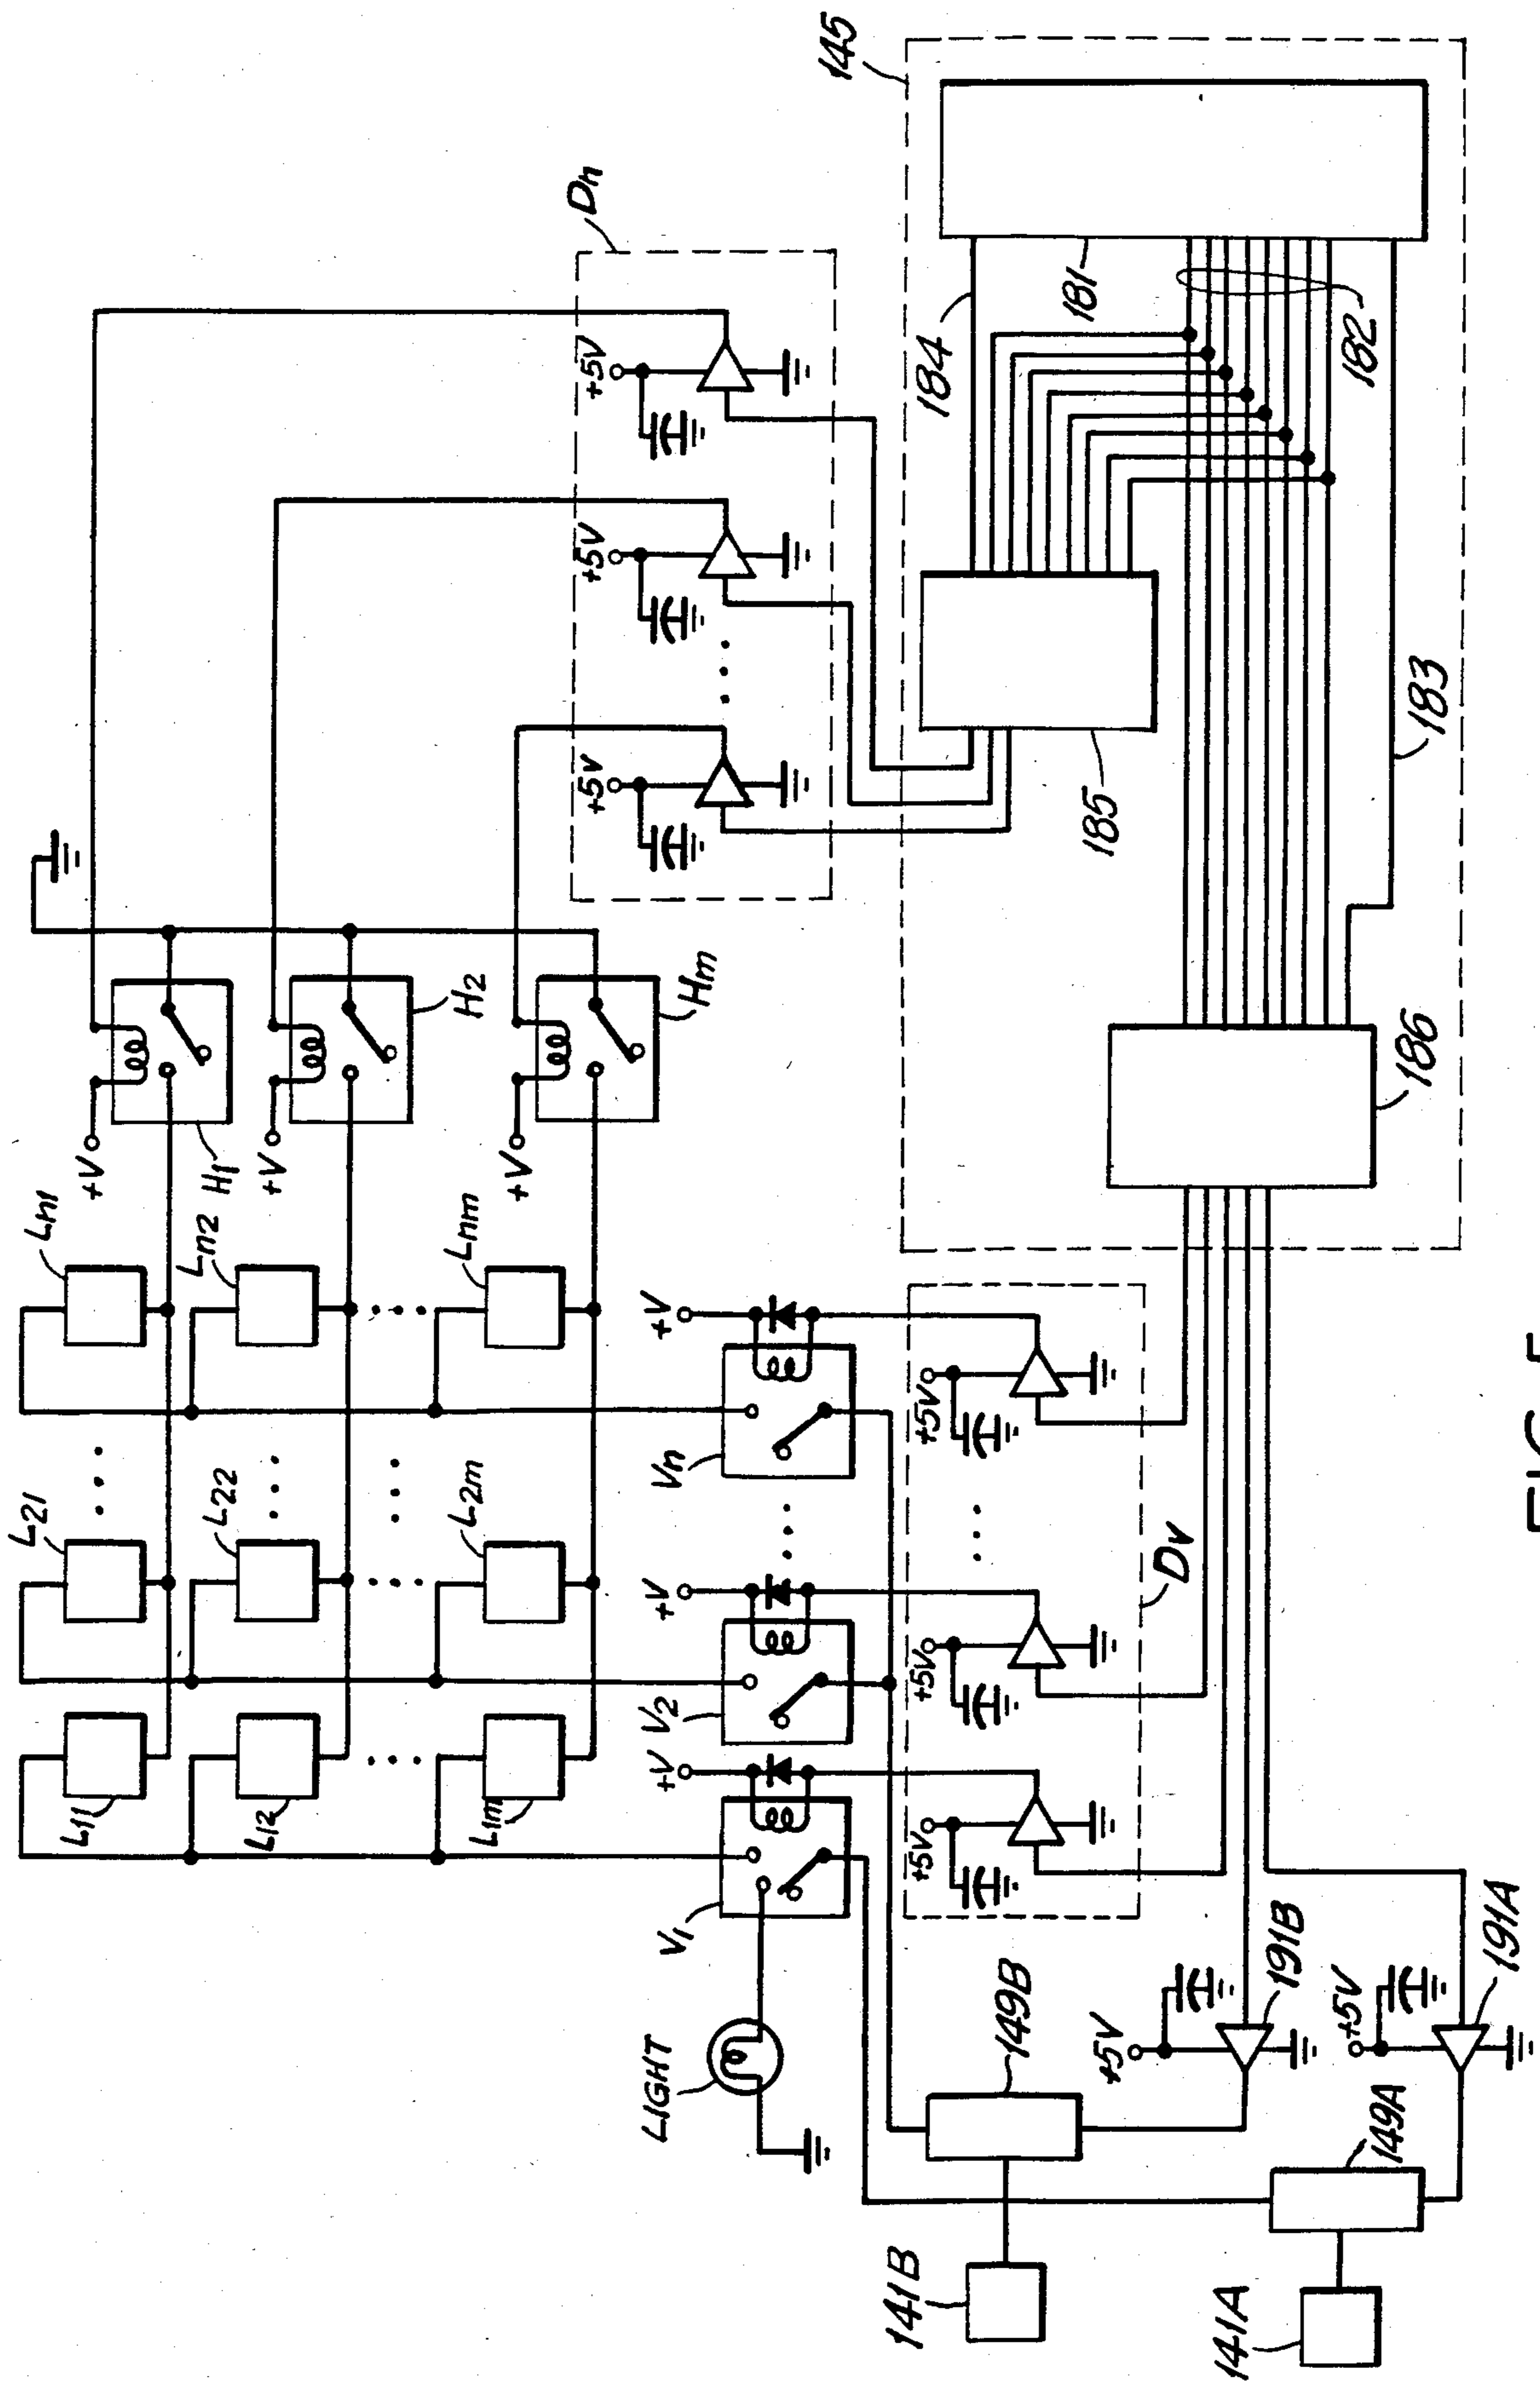 L11
L21
Ln1
+V
H1
L12
L22
Ln2
+V
H2
L1m
L2m
Lnm
+V
Hm
LIGHT
V1
+V
V2
+V
Vn
+V
+5V
+5V
+5V
Dv
+5V
+5V
+5V
Dh
141B
149B
+5V
191B
141A
149A
+5V
191A
145
181
182
183
184
185
186